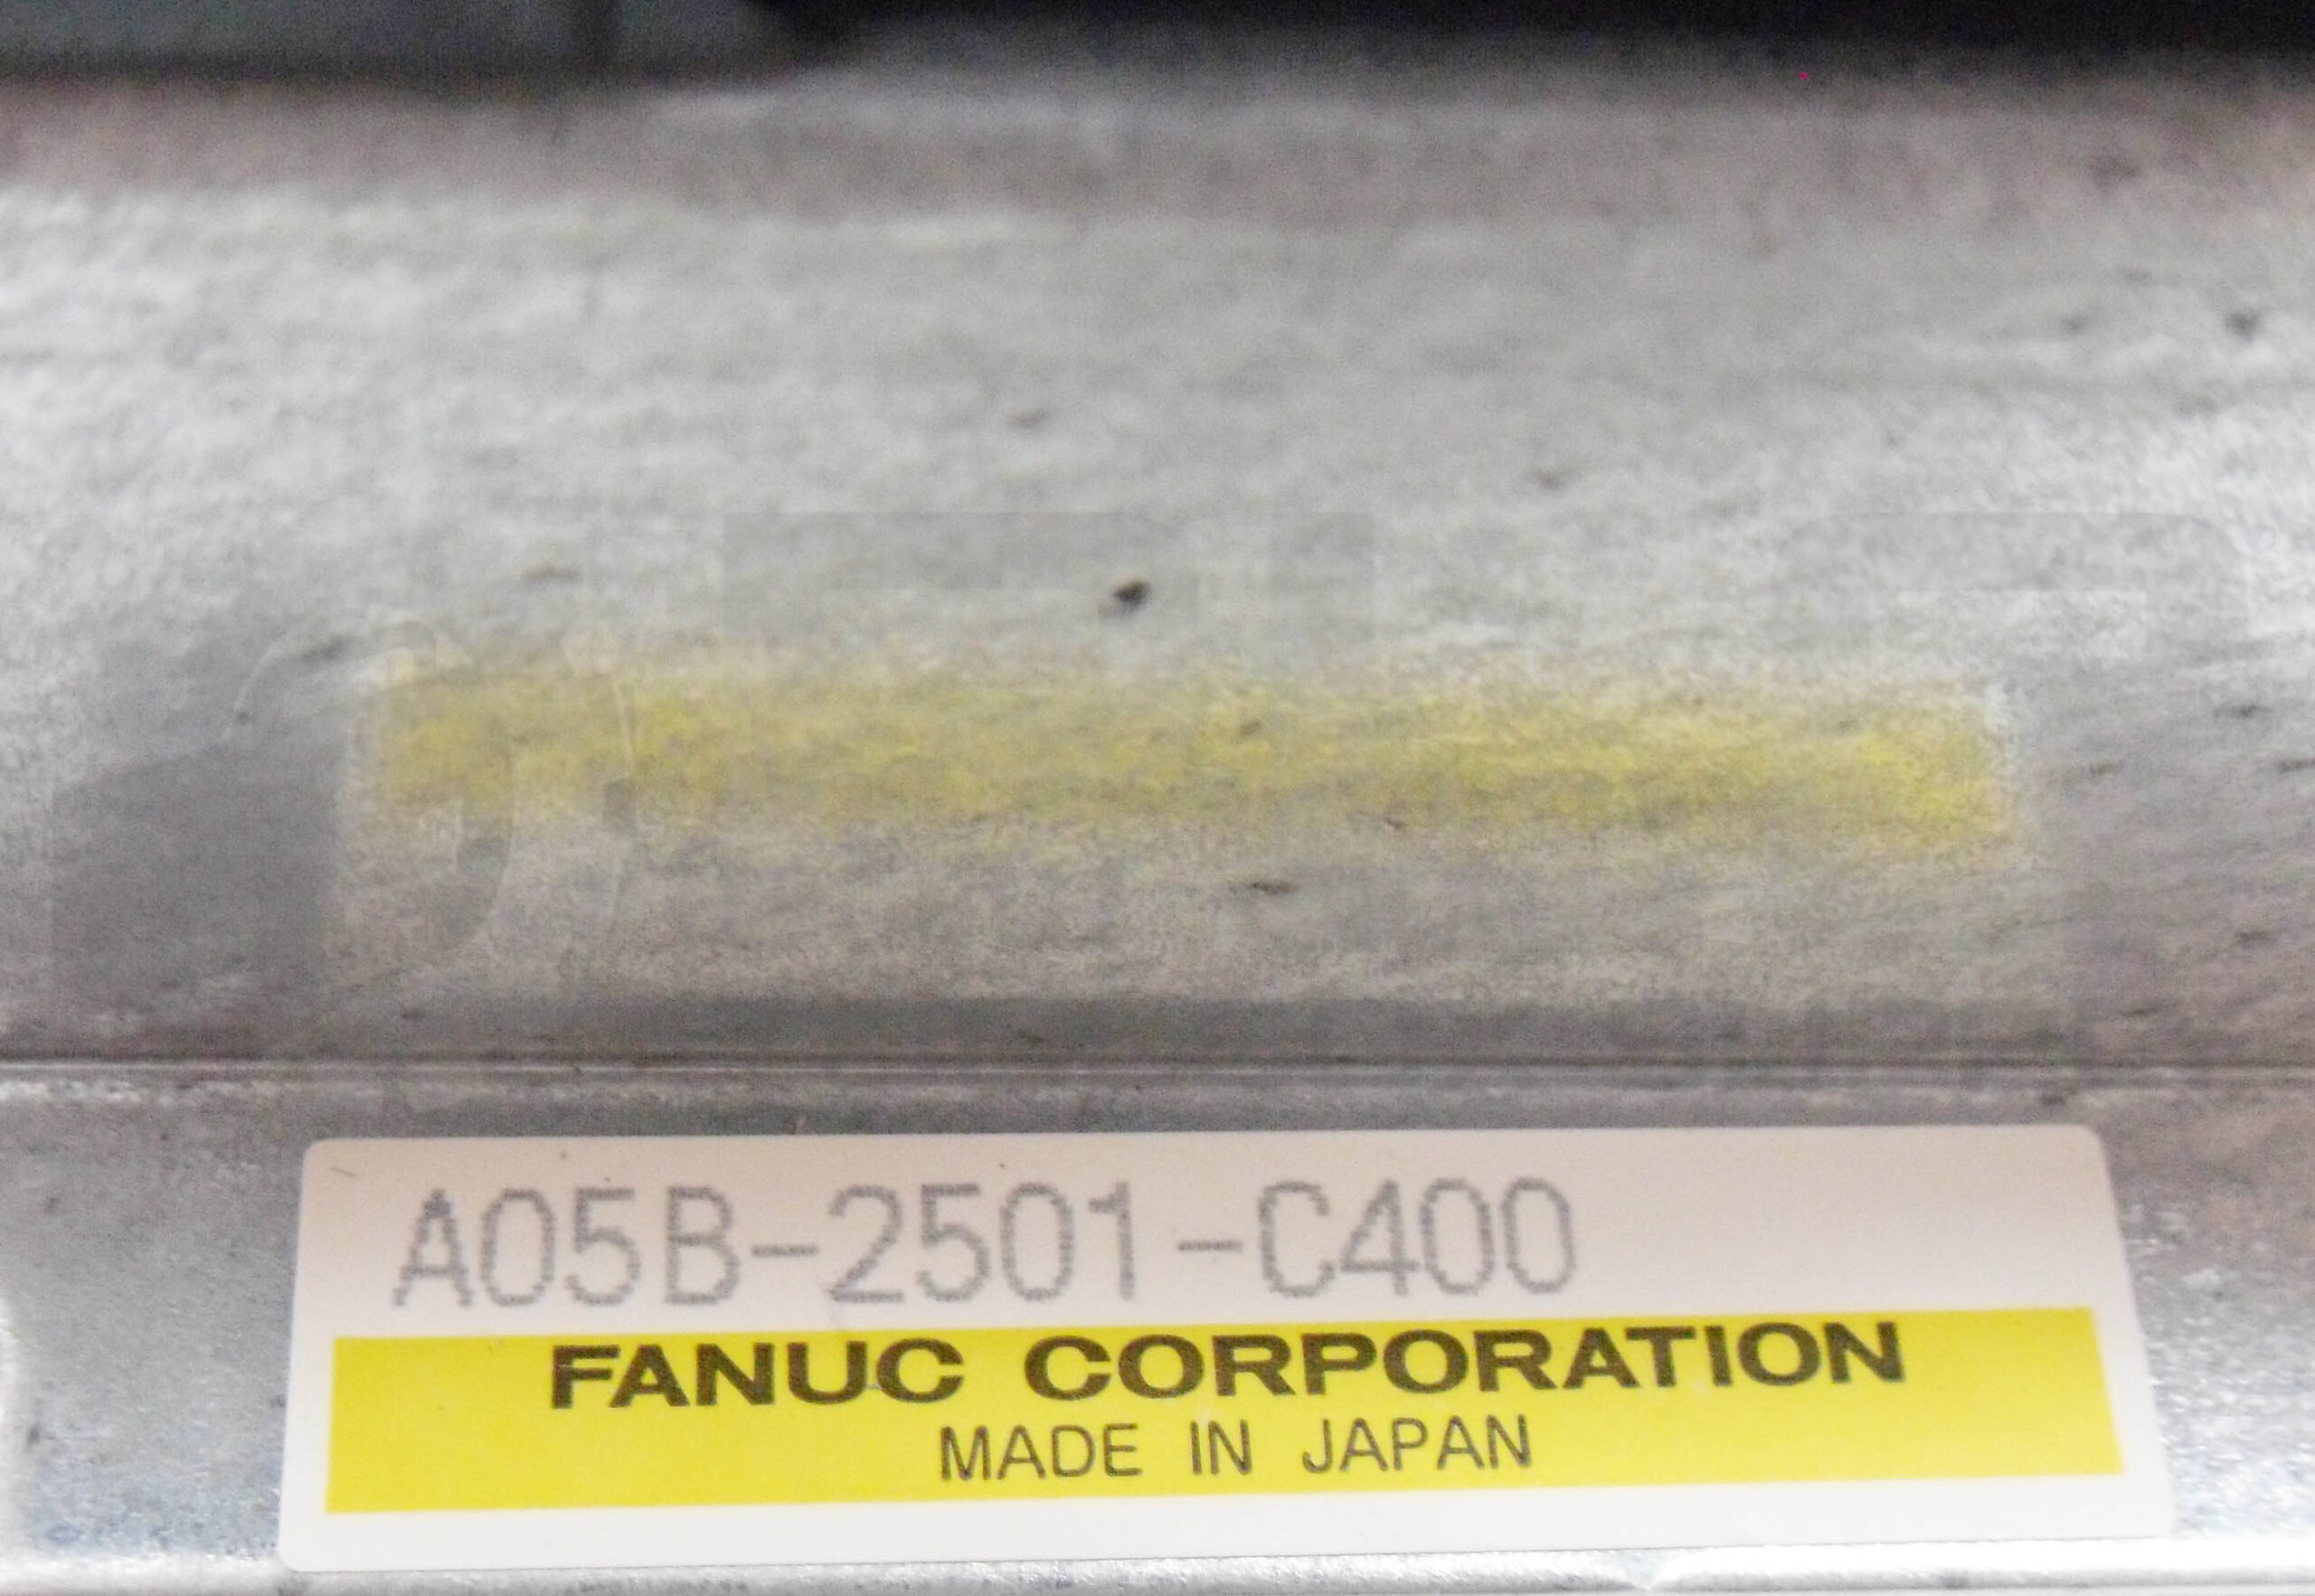 A05B-2501-C400
FANUC CORPORATION
MADE IN JAPAN